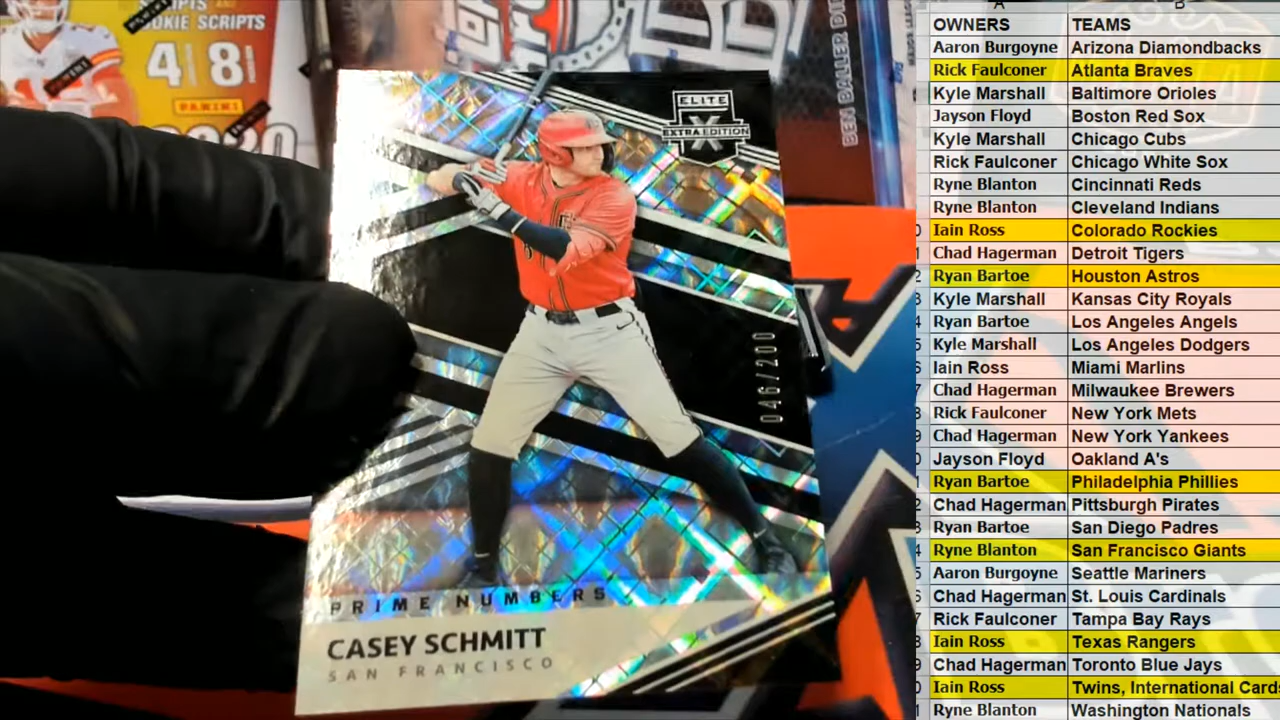 OOKIE SCRIPTS
4
8
PANINI
BEN BALLER
ELITE
X
EXTRA EDITION
046/200
PRIME NUMBERS
CASEY SCHMITT
SAN FRANCISCO
A B
OWNERS TEAMS
Aaron Burgoyne Arizona Diamondbacks
Rick Faulconer Atlanta Braves
Kyle Marshall Baltimore Orioles
Jayson Floyd Boston Red Sox
Kyle Marshall Chicago Cubs
Rick Faulconer Chicago White Sox
Ryne Blanton Cincinnati Reds
Ryne Blanton Cleveland Indians
Iain Ross Colorado Rockies
Chad Hagerman Detroit Tigers
Ryan Bartoe Houston Astros
Kyle Marshall Kansas City Royals
Ryan Bartoe Los Angeles Angels
Kyle Marshall Los Angeles Dodgers
Iain Ross Miami Marlins
Chad Hagerman Milwaukee Brewers
Rick Faulconer New York Mets
Chad Hagerman New York Yankees
Jayson Floyd Oakland A's
Ryan Bartoe Philadelphia Phillies
Chad Hagerman Pittsburgh Pirates
Ryan Bartoe San Diego Padres
Ryne Blanton San Francisco Giants
Aaron Burgoyne Seattle Mariners
Chad Hagerman St. Louis Cardinals
Rick Faulconer Tampa Bay Rays
Iain Ross Texas Rangers
Chad Hagerman Toronto Blue Jays
Iain Ross Twins, International Cards
Ryne Blanton Washington Nationals